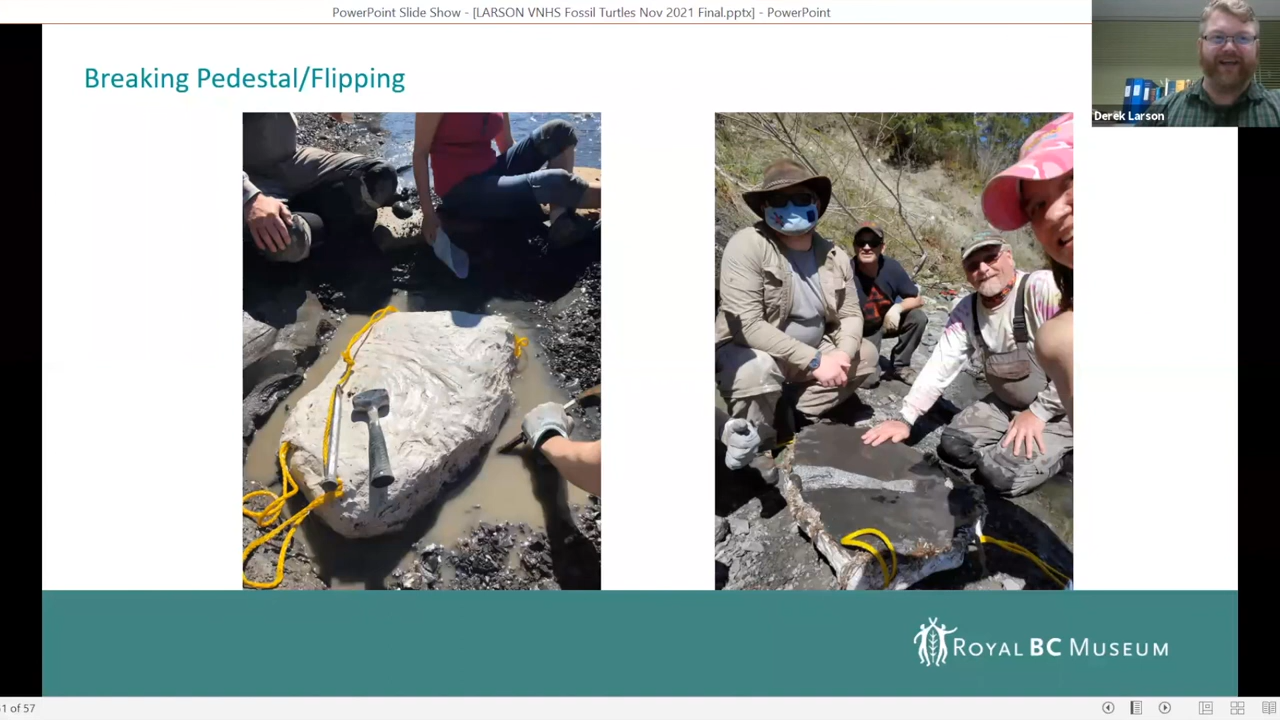 PowerPoint Slide Show - [LARSON VNHS Fossil Turtles Nov 2021 Final.pptx] - PowerPoint
Derek Larson
Breaking Pedestal/Flipping
ROYAL BC MUSEUM
1 of 57